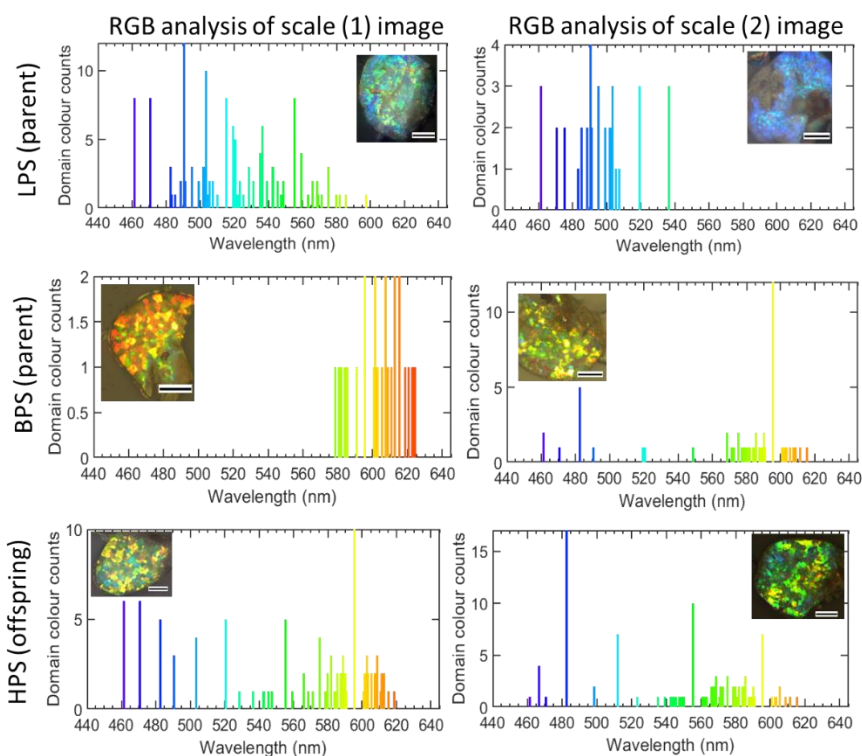 RGB analysis of scale (1) image
RGB analysis of scale (2) image
LPS (parent)
Domain colour counts
10
5
0
440 460 480 500 520 540 560 580 600 620 640
Wavelength (nm)
Domain colour counts
4
3
2
1
0
440 460 480 500 520 540 560 580 600 620 640
Wavelength (nm)
BPS (parent)
Domain colour counts
2
1.5
1
0.5
0
440 460 480 500 520 540 560 580 600 620 640
Wavelength (nm)
Domain colour counts
10
5
0
440 460 480 500 520 540 560 580 600 620 640
Wavelength (nm)
HPS (offspring)
Domain colour counts
10
5
0
440 460 480 500 520 540 560 580 600 620 640
Wavelength (nm)
Domain colour counts
15
10
5
0
440 460 480 500 520 540 560 580 600 620 640
Wavelength (nm)